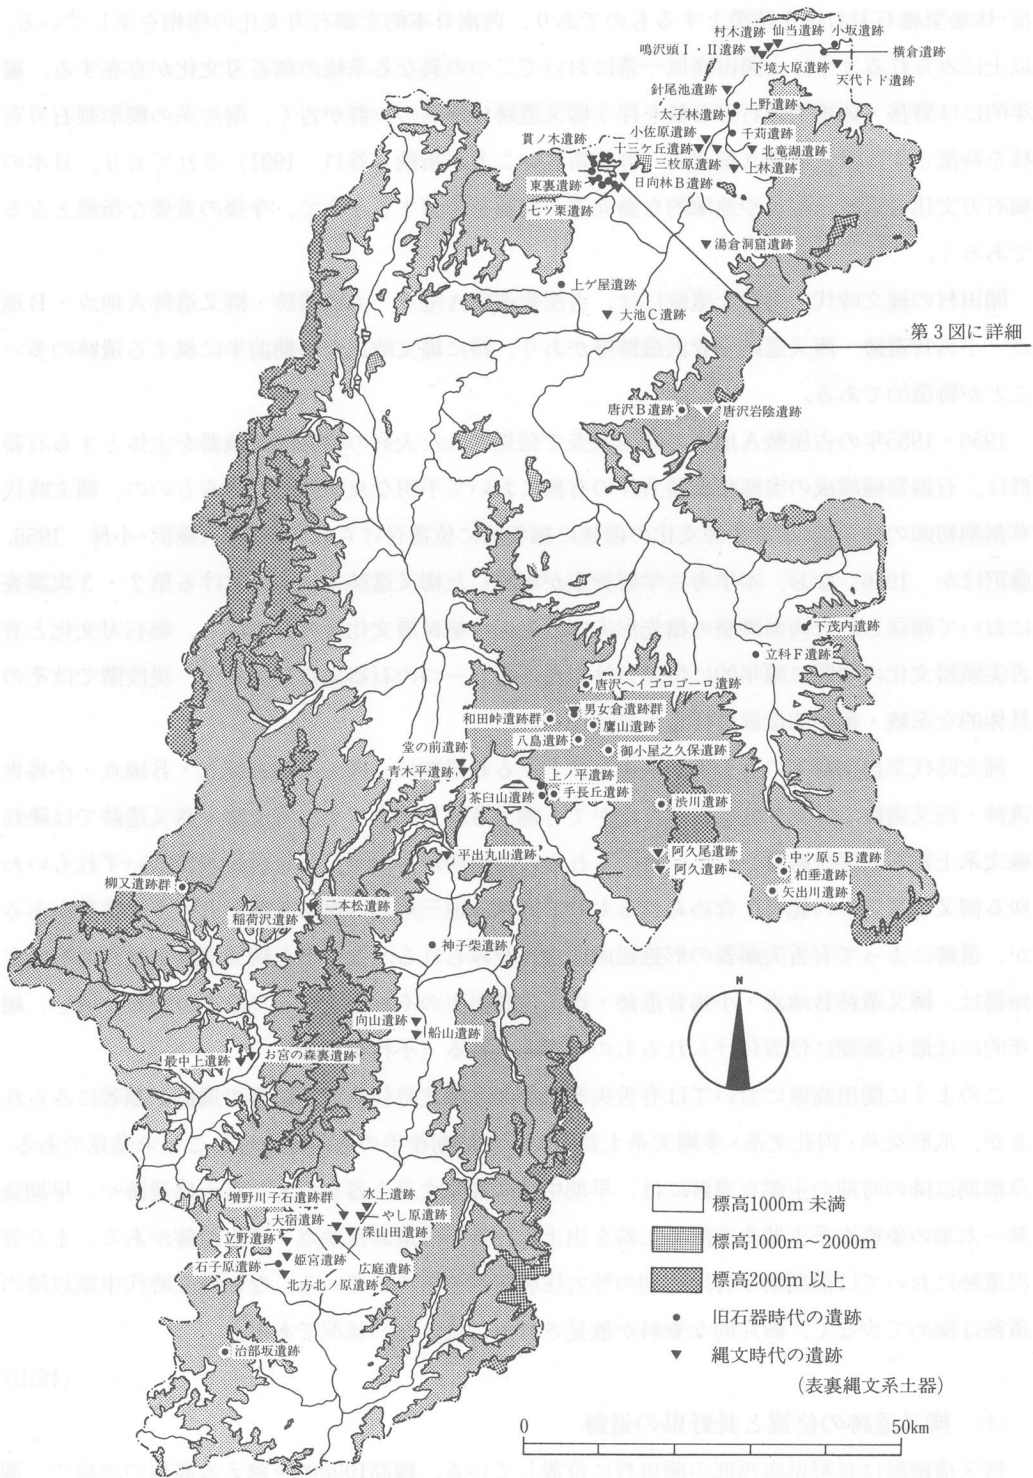 村木遺跡
仙当遺跡
小坂遺跡
鳴沢頭Ⅰ・Ⅱ遺跡
横倉遺跡
下境大原遺跡
天代トド遺跡
針尾池遺跡
太子林遺跡
上野遺跡
小佐原遺跡
千苅遺跡
貫ノ木遺跡
十三ケ丘遺跡
北竜湖遺跡
三枚原遺跡
上林遺跡
東裏遺跡
日向林B遺跡
七ツ栗遺跡
湯倉洞窟遺跡
上ゲ屋遺跡
大池C遺跡
第3図に詳細
唐沢B遺跡
唐沢岩陰遺跡
下茂内遺跡
立科F遺跡
唐沢ヘイゴロゴーロ遺跡
男女倉遺跡群
和田峠遺跡群
鷹山遺跡
八島遺跡
御小屋之久保遺跡
堂の前遺跡
青木平遺跡
上ノ平遺跡
茶臼山遺跡
手長丘遺跡
渋川遺跡
平出丸山遺跡
阿久尾遺跡
阿久遺跡
中ツ原5B遺跡
柏垂遺跡
矢出川遺跡
柳又遺跡群
二本松遺跡
稲荷沢遺跡
神子柴遺跡
N
向山遺跡
船山遺跡
お宮の森裏遺跡
最中上遺跡
増野川子石遺跡群
水上遺跡
大宿遺跡
やし原遺跡
立野遺跡
深山田遺跡
姫宮遺跡
石子原遺跡
広庭遺跡
北方北ノ原遺跡
治部坂遺跡
標高1000m未満
標高1000m〜2000m
標高2000m以上
旧石器時代の遺跡
縄文時代の遺跡
(表裏縄文系土器)
0
50km